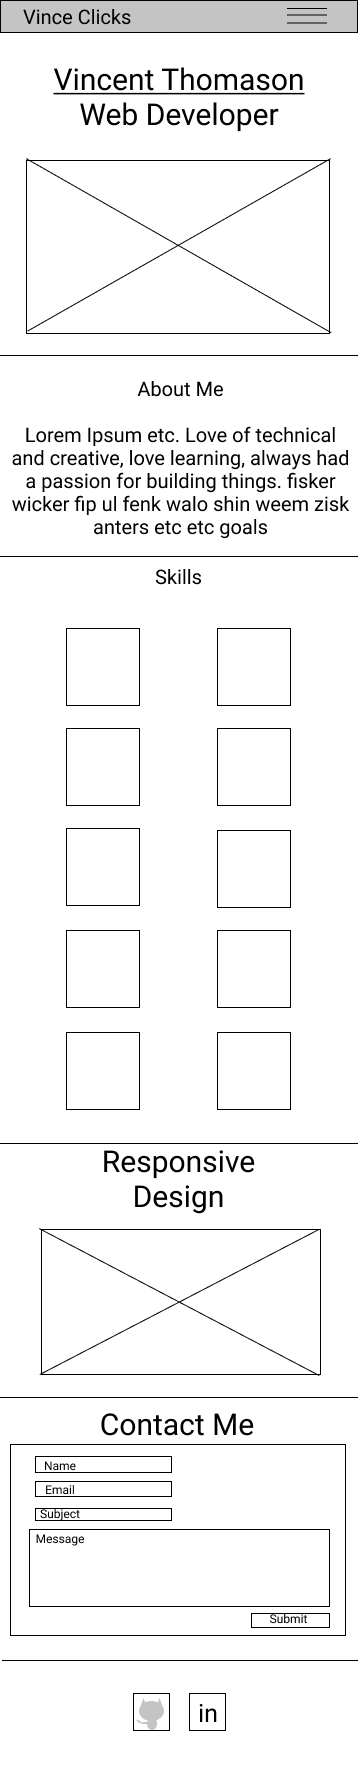 Vince Clicks
Vincent Thomason
Web Developer
About Me
Lorem Ipsum etc. Love of technical
and creative, love learning, always had
a passion for building things. fisker
wicker fip ul fenk walo shin weem zisk
anters etc etc goals
Skills
Responsive
Design
Contact Me
Name
Email
Subject
Message
Submit
in